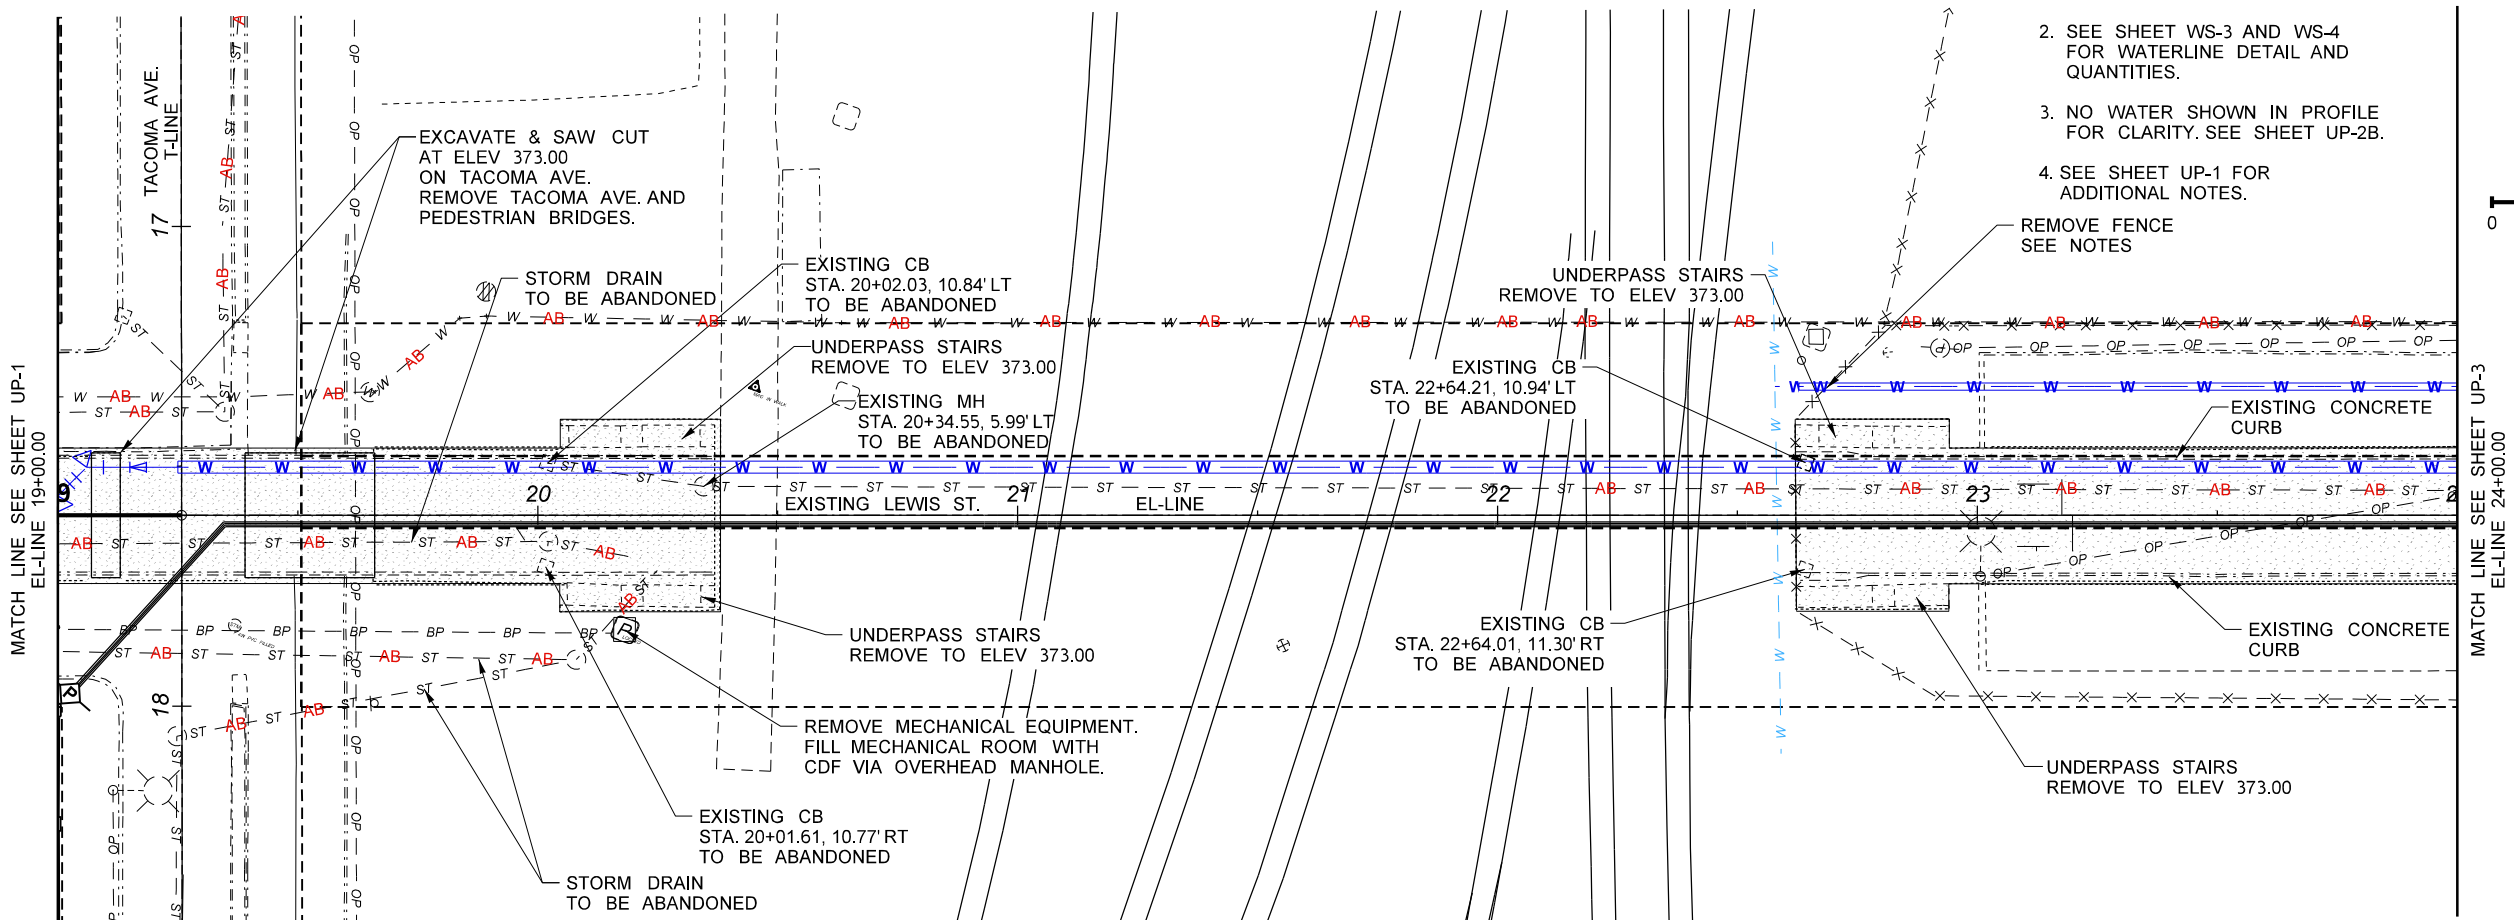 2. SEE SHEET WS-3 AND WS-4
FOR WATERLINE DETAIL AND
QUANTITIES.
3. NO WATER SHOWN IN PROFILE
FOR CLARITY. SEE SHEET UP-2B.
4. SEE SHEET UP-1 FOR
ADDITIONAL NOTES.
0
TACOMA AVE.
T-LINE
17
18
EXCAVATE & SAW CUT
AT ELEV 373.00
ON TACOMA AVE.
REMOVE TACOMA AVE. AND
PEDESTRIAN BRIDGES.
STORM DRAIN
TO BE ABANDONED
EXISTING CB
STA. 20+02.03, 10.84' LT
TO BE ABANDONED
UNDERPASS STAIRS
REMOVE TO ELEV 373.00
EXISTING MH
STA. 20+34.55, 5.99' LT
TO BE ABANDONED
UNDERPASS STAIRS
REMOVE TO ELEV 373.00
REMOVE FENCE
SEE NOTES
EXISTING CB
STA. 22+64.21, 10.94' LT
TO BE ABANDONED
EXISTING CONCRETE
CURB
MATCH LINE SEE SHEET UP-1
EL-LINE 19+00.00
MATCH LINE SEE SHEET UP-3
EL-LINE 24+00.00
9
20
21
22
23
2
EXISTING LEWIS ST.
EL-LINE
UNDERPASS STAIRS
REMOVE TO ELEV 373.00
EXISTING CB
STA. 22+64.01, 11.30' RT
TO BE ABANDONED
EXISTING CONCRETE
CURB
REMOVE MECHANICAL EQUIPMENT.
FILL MECHANICAL ROOM WITH
CDF VIA OVERHEAD MANHOLE.
UNDERPASS STAIRS
REMOVE TO ELEV 373.00
EXISTING CB
STA. 20+01.61, 10.77' RT
TO BE ABANDONED
STORM DRAIN
TO BE ABANDONED
AB
ST
OP
W
BP
P